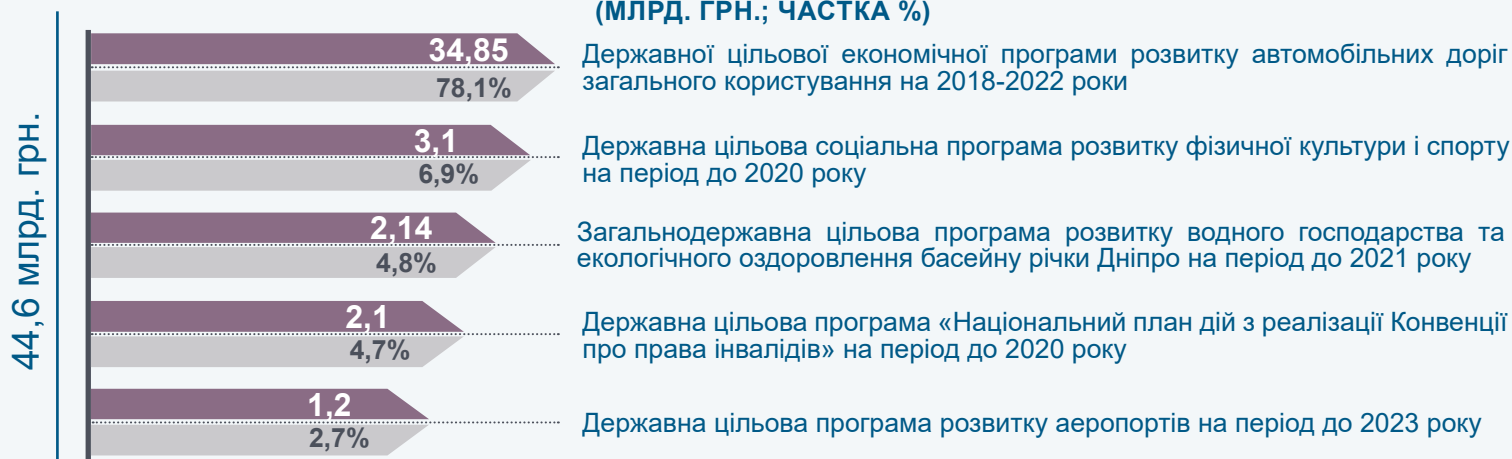 (МЛРД. ГРН.; ЧАСТКА %)
44,6 млрд. грн.
34,85
78,1%
Державної цільової економічної програми розвитку автомобільних доріг
загального користування на 2018-2022 роки
3,1
6,9%
Державна цільова соціальна програма розвитку фізичної культури і спорту
на період до 2020 року
2,14
4,8%
Загальнодержавна цільова програма розвитку водного господарства та
екологічного оздоровлення басейну річки Дніпро на період до 2021 року
2,1
4,7%
Державна цільова програма «Національний план дій з реалізації Конвенції
про права інвалідів» на період до 2020 року
1,2
2,7%
Державна цільова програма розвитку аеропортів на період до 2023 року